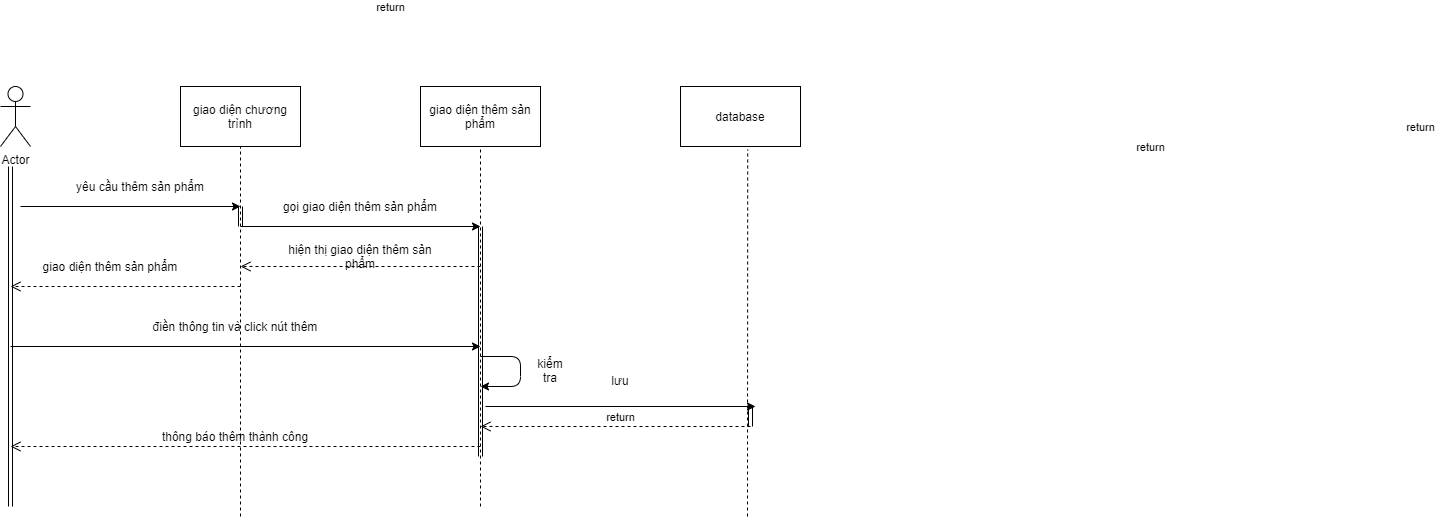 return
giao diện chương
trình
giao diện thêm sản
phẩm
database
return
return
Actor
yêu cầu thêm sản phẩm
gọi giao diện thêm sản phẩm
hiện thị giao diện thêm sản
phẩm
giao diện thêm sản phẩm
điền thông tin và click nút thêm
kiểm
tra
lưu
return
thông báo thêm thành công